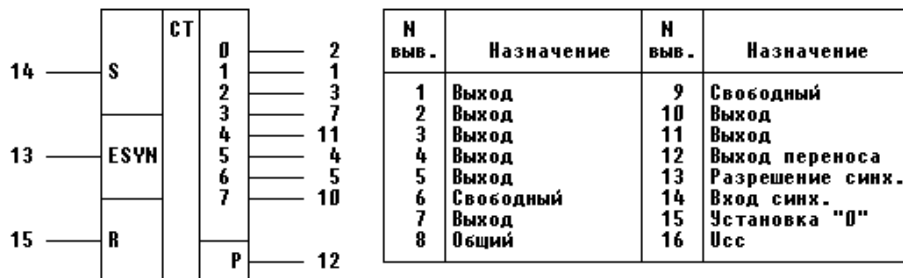 CT
0 2
14 S 1 1
2 3
3 7
4 11
13 ESYN 5 4
6 5
7 10
15 R
P 12
N выв. Назначение N выв. Назначение
1 Выход 9 Свободный
2 Выход 10 Выход
3 Выход 11 Выход
4 Выход 12 Выход переноса
5 Выход 13 Разрешение синх.
6 Свободный 14 Вход синх.
7 Выход 15 Установка "0"
8 Общий 16 Ucc